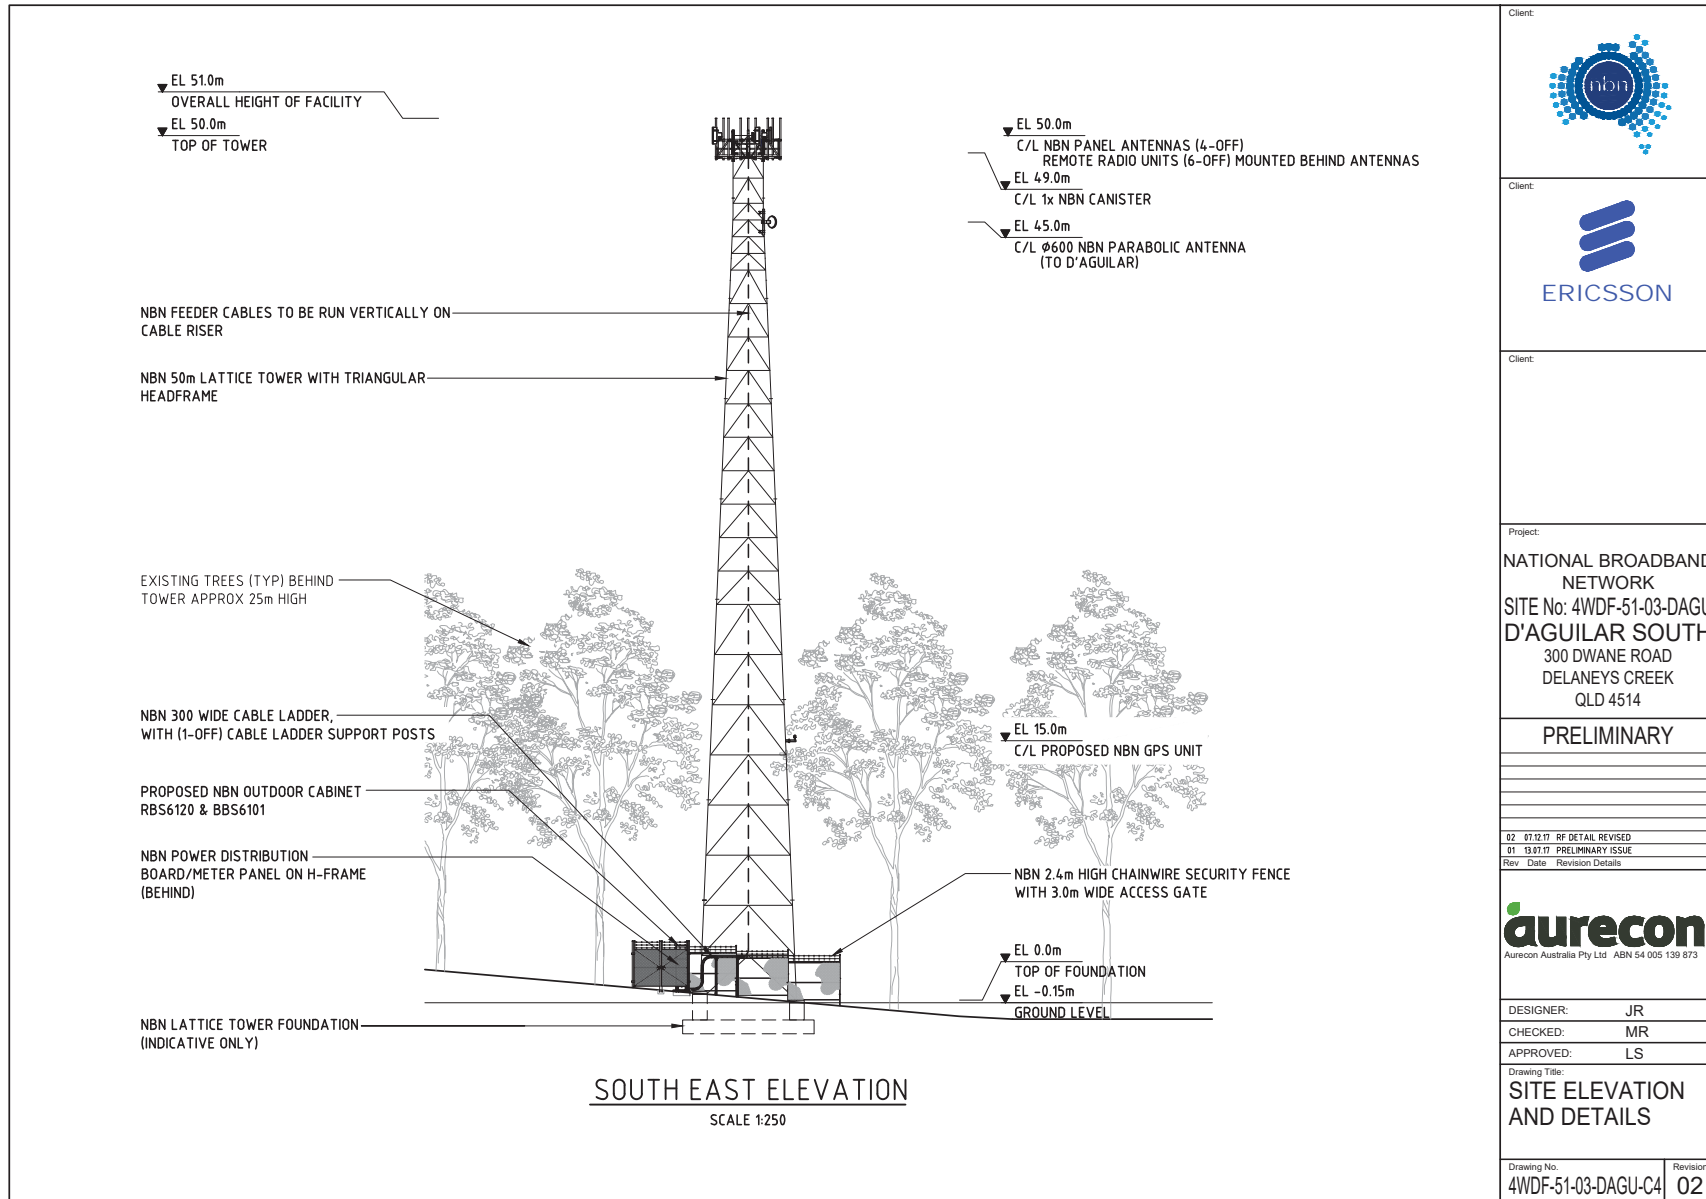 EL 51.0m
OVERALL HEIGHT OF FACILITY
EL 50.0m
TOP OF TOWER
EL 50.0m
C/L NBN PANEL ANTENNAS (4-OFF)
REMOTE RADIO UNITS (6-OFF) MOUNTED BEHIND ANTENNAS
EL 49.0m
C/L 1x NBN CANISTER
EL 45.0m
C/L Ø600 NBN PARABOLIC ANTENNA
(TO D'AGUILAR)
NBN FEEDER CABLES TO BE RUN VERTICALLY ON
CABLE RISER
NBN 50m LATTICE TOWER WITH TRIANGULAR
HEADFRAME
EXISTING TREES (TYP) BEHIND
TOWER APPROX 25m HIGH
NBN 300 WIDE CABLE LADDER,
WITH (1-OFF) CABLE LADDER SUPPORT POSTS
EL 15.0m
C/L PROPOSED NBN GPS UNIT
PROPOSED NBN OUTDOOR CABINET
RBS6120 & BBS6101
NBN POWER DISTRIBUTION
BOARD/METER PANEL ON H-FRAME
(BEHIND)
NBN 2.4m HIGH CHAINWIRE SECURITY FENCE
WITH 3.0m WIDE ACCESS GATE
EL 0.0m
TOP OF FOUNDATION
EL -0.15m
GROUND LEVEL
NBN LATTICE TOWER FOUNDATION
(INDICATIVE ONLY)
SOUTH EAST ELEVATION
SCALE 1:250
Client:
nbn
Client:
ERICSSON
Client:
Project:
NATIONAL BROADBAND
NETWORK
SITE No: 4WDF-51-03-DAGU
D'AGUILAR SOUTH
300 DWANE ROAD
DELANEYS CREEK
QLD 4514
PRELIMINARY
02 07.12.17 RF DETAIL REVISED
01 13.07.17 PRELIMINARY ISSUE
Rev Date Revision Details
aurecon
Aurecon Australia Pty Ltd ABN 54 005 139 873
DESIGNER: JR
CHECKED: MR
APPROVED: LS
Drawing Title:
SITE ELEVATION
AND DETAILS
Drawing No. Revision
4WDF-51-03-DAGU-C4 02